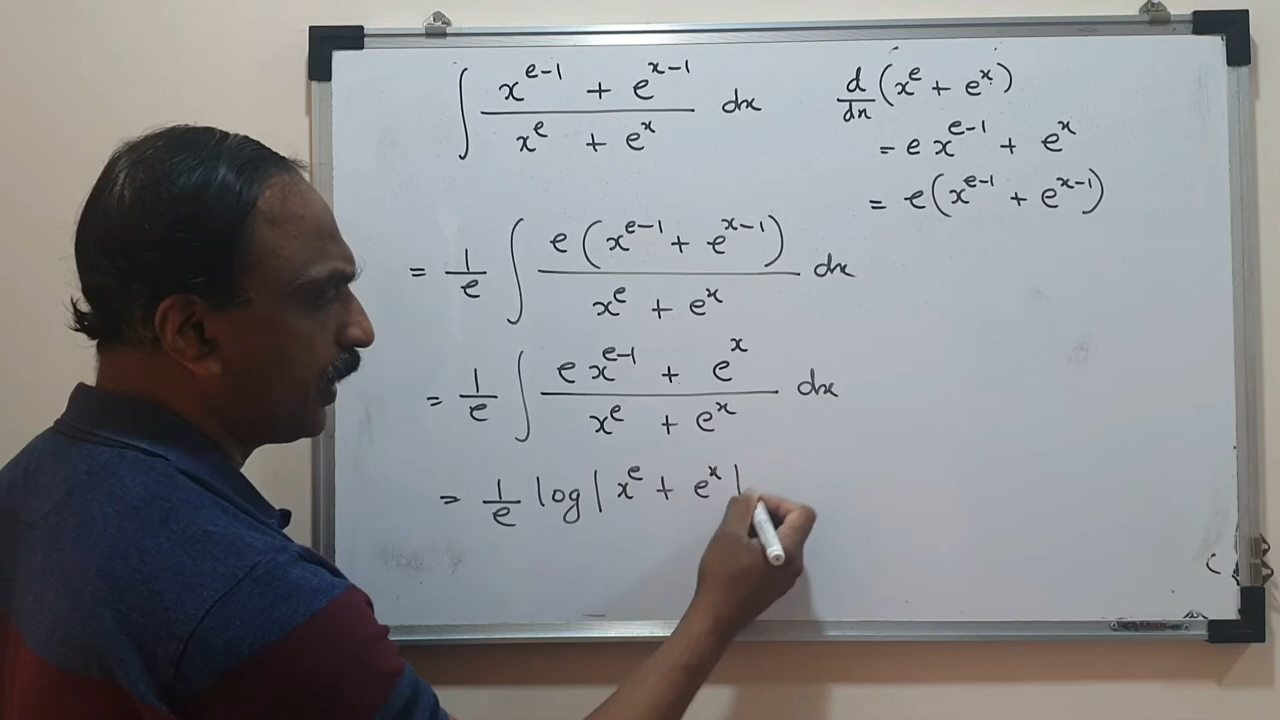 ∫ (x^(e-1) + e^(x-1)) / (x^e + e^x) dx
= 1/e ∫ e(x^(e-1) + e^(x-1)) / (x^e + e^x) dx
= 1/e ∫ (e x^(e-1) + e^x) / (x^e + e^x) dx
= 1/e log|x^e + e^x|
d/dx (x^e + e^x)
= e x^(e-1) + e^x
= e(x^(e-1) + e^(x-1))